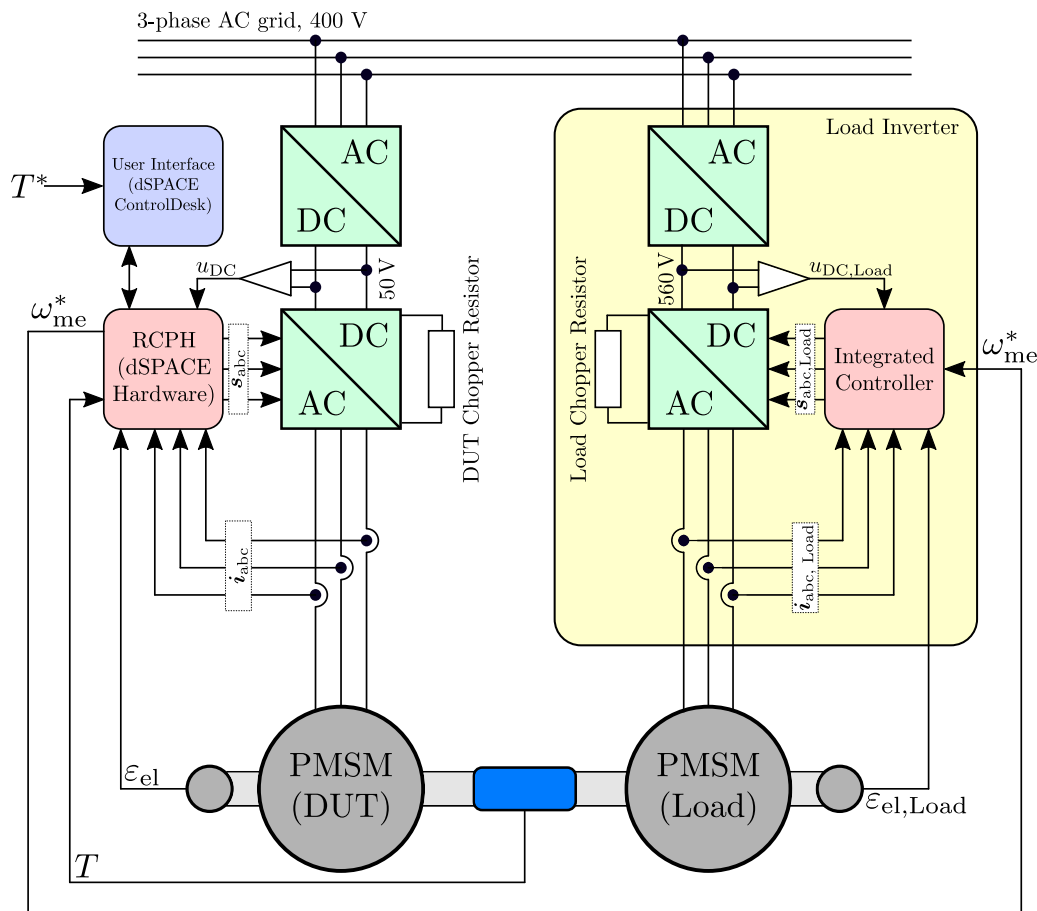 3-phase AC grid, 400 V
Load Inverter
AC
DC
AC
DC
User Interface
(dSPACE
ControlDesk)
T*
u_DC
50 V
560 V
u_DC,Load
ω*_me
RCPH
(dSPACE
Hardware)
s_abc
DC
AC
DUT Chopper Resistor
Load Chopper Resistor
DC
AC
s_abc,Load
Integrated
Controller
ω*_me
i_abc
i_abc, Load
ε_el
PMSM
(DUT)
PMSM
(Load)
ε_el,Load
T